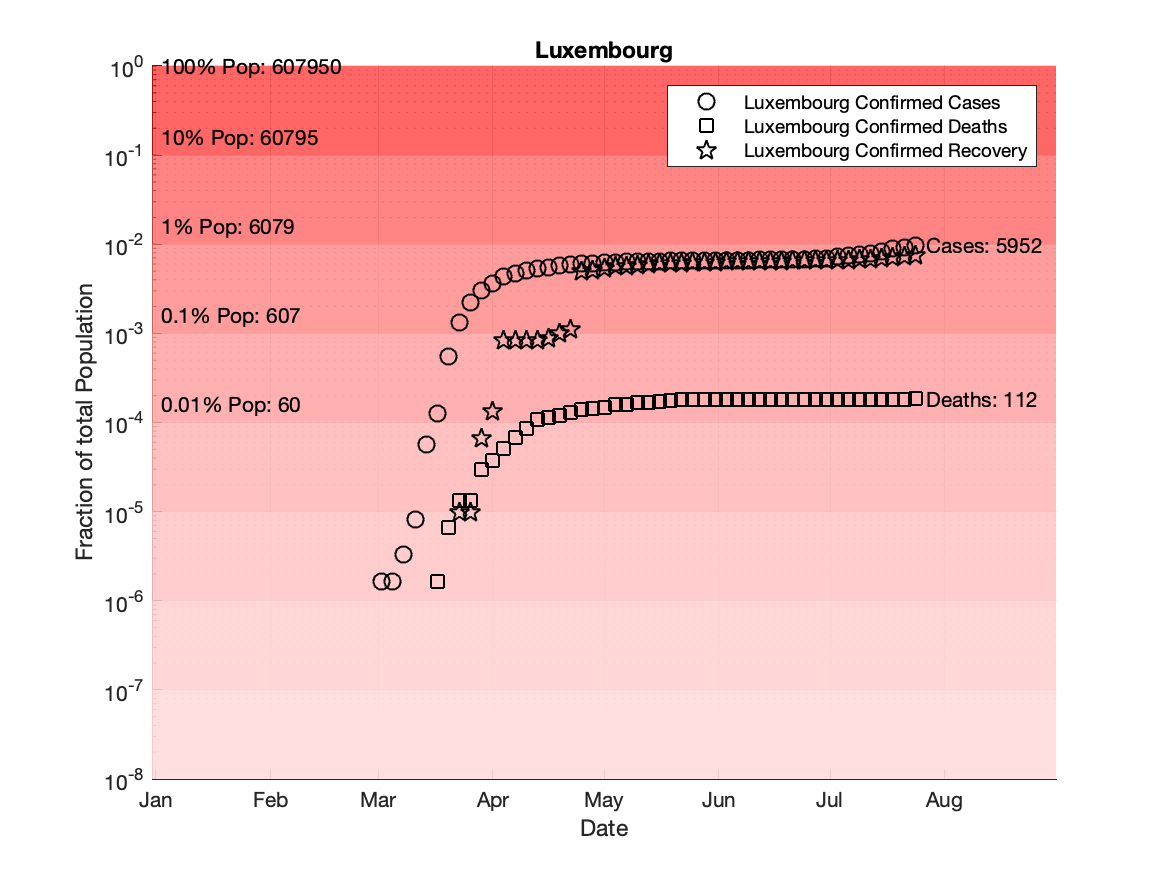 Luxembourg
10^0
100% Pop: 607950
10% Pop: 60795
10^-1
1% Pop: 6079
10^-2
0.1% Pop: 607
10^-3
0.01% Pop: 60
10^-4
10^-5
10^-6
10^-7
10^-8
Fraction of total Population
Luxembourg Confirmed Cases
Luxembourg Confirmed Deaths
Luxembourg Confirmed Recovery
Cases: 5952
Deaths: 112
Jan Feb Mar Apr May Jun Jul Aug
Date